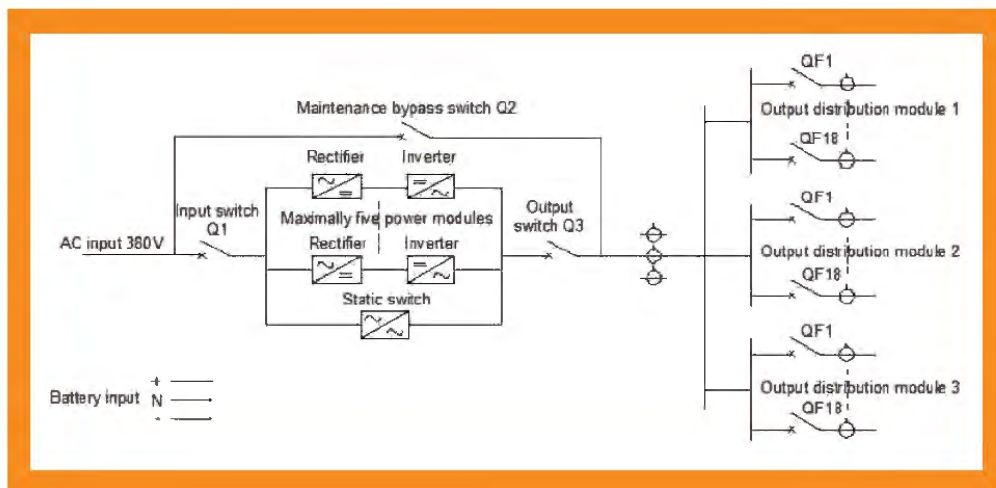 QF1
Output distribution module 1
QF18
Maintenance bypass switch Q2
Rectifier
Inverter
Input switch
Q1
Maximally five power modules
Output
switch Q3
AC input 380V
Rectifier
Inverter
Static switch
QF1
Output distribution module 2
QF18
QF1
Output distribution module 3
QF18
Battery input
+
N
-